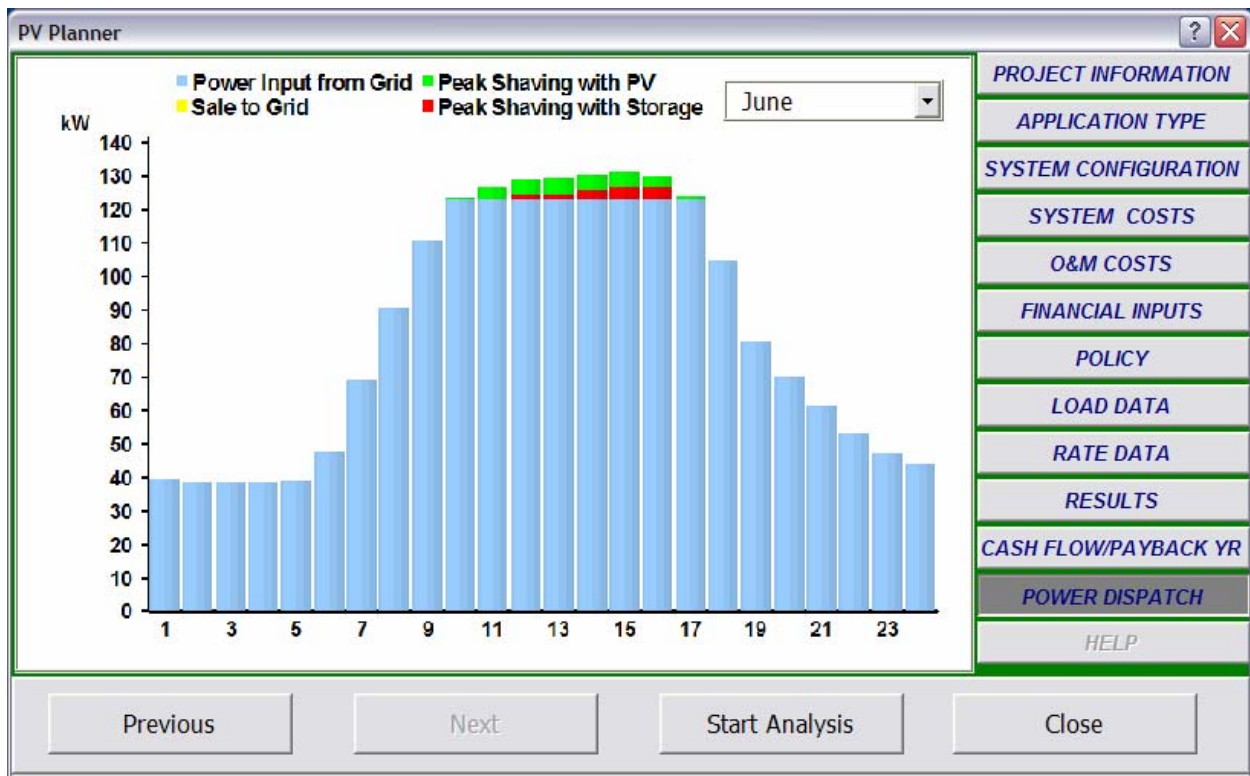 PV Planner
?
Power Input from Grid Peak Shaving with PV
Sale to Grid Peak Shaving with Storage
June
kW
140
130
120
110
100
90
80
70
60
50
40
30
20
10
0
1 3 5 7 9 11 13 15 17 19 21 23
PROJECT INFORMATION
APPLICATION TYPE
SYSTEM CONFIGURATION
SYSTEM COSTS
O&M COSTS
FINANCIAL INPUTS
POLICY
LOAD DATA
RATE DATA
RESULTS
CASH FLOW/PAYBACK YR
POWER DISPATCH
HELP
Previous Next Start Analysis Close